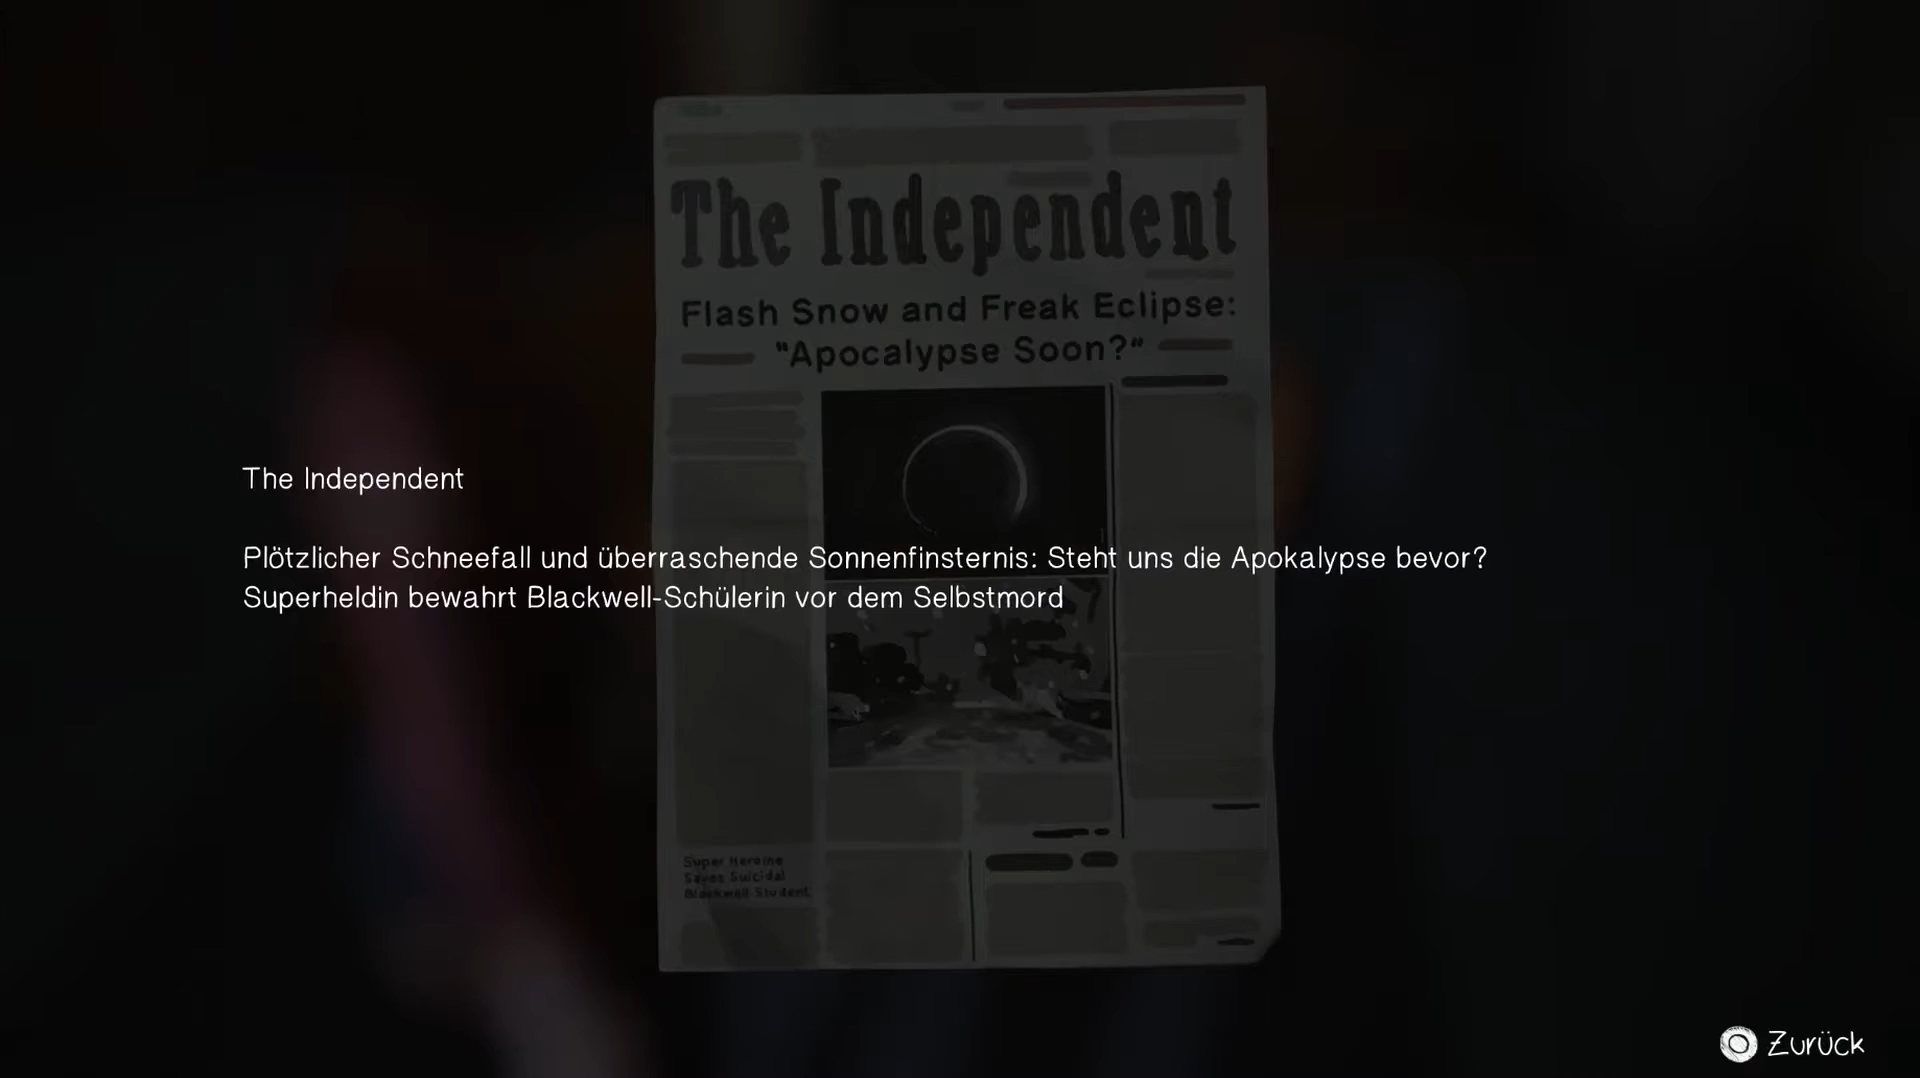 The Independent
Flash Snow and Freak Eclipse:
"Apocalypse Soon?"
The Independent
Plötzlicher Schneefall und überraschende Sonnenfinsternis: Steht uns die Apokalypse bevor?
Superheldin bewahrt Blackwell-Schülerin vor dem Selbstmord
Super Heroine
Saves Suicidal
Blackwell Student
Zurück